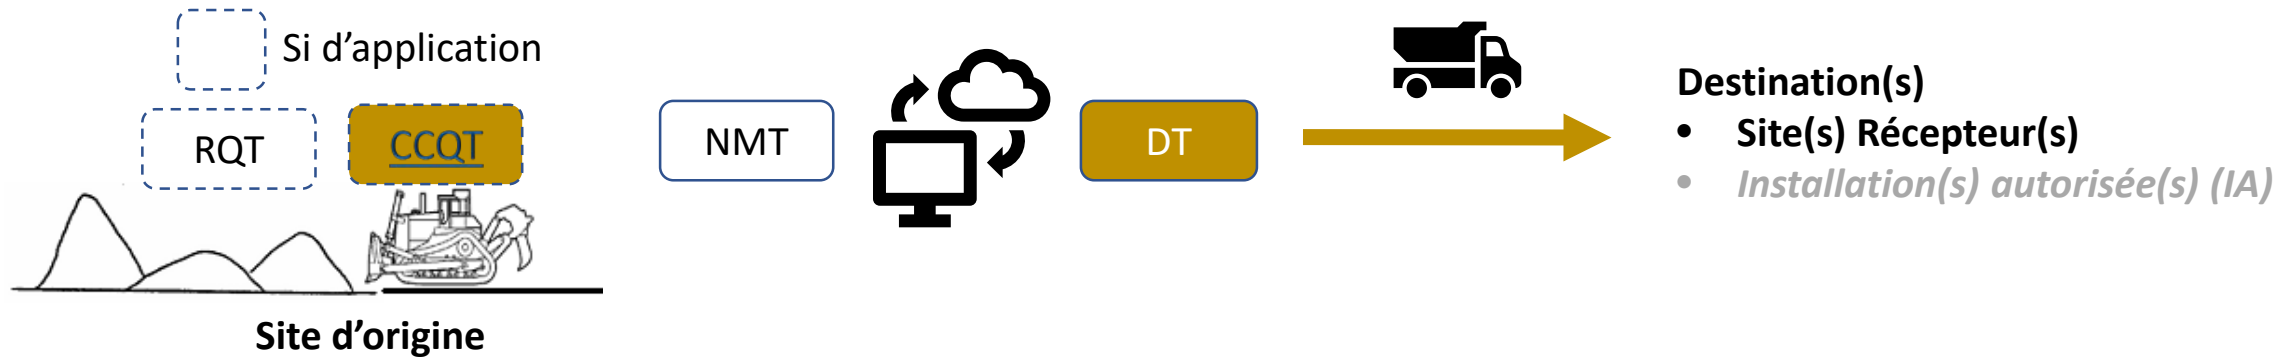 Si d’application
RQT
CCQT
Site d’origine
NMT
DT
Destination(s)
• Site(s) Récepteur(s)
• Installation(s) autorisée(s) (IA)